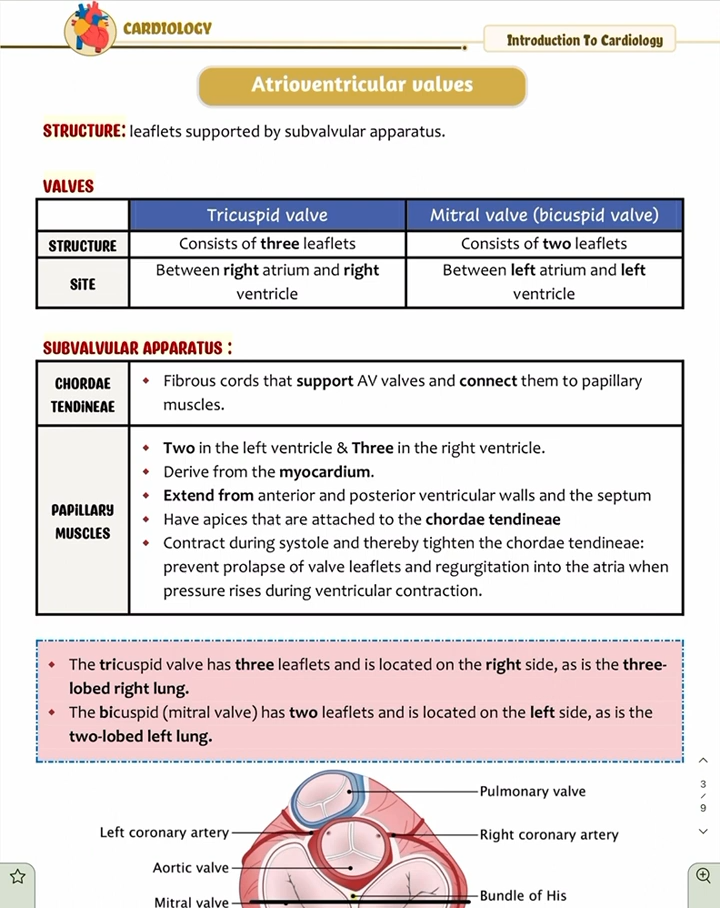 CARDIOLOGY
Introduction To Cardiology
Atrioventricular valves
STRUCTURE: leaflets supported by subvalvular apparatus.
VALVES
Tricuspid valve
Mitral valve (bicuspid valve)
STRUCTURE
Consists of three leaflets
Consists of two leaflets
SITE
Between right atrium and right
ventricle
Between left atrium and left
ventricle
SUBVALVULAR APPARATUS :
CHORDAE
TENDINEAE
Fibrous cords that support AV valves and connect them to papillary
muscles.
PAPILLARY
MUSCLES
Two in the left ventricle & Three in the right ventricle.
Derive from the myocardium.
Extend from anterior and posterior ventricular walls and the septum
Have apices that are attached to the chordae tendineae
Contract during systole and thereby tighten the chordae tendineae:
prevent prolapse of valve leaflets and regurgitation into the atria when
pressure rises during ventricular contraction.
The tricuspid valve has three leaflets and is located on the right side, as is the three-
lobed right lung.
The bicuspid (mitral valve) has two leaflets and is located on the left side, as is the
two-lobed left lung.
Pulmonary valve
Left coronary artery
Right coronary artery
Aortic valve
Bundle of His
Mitral valve
3
/
9